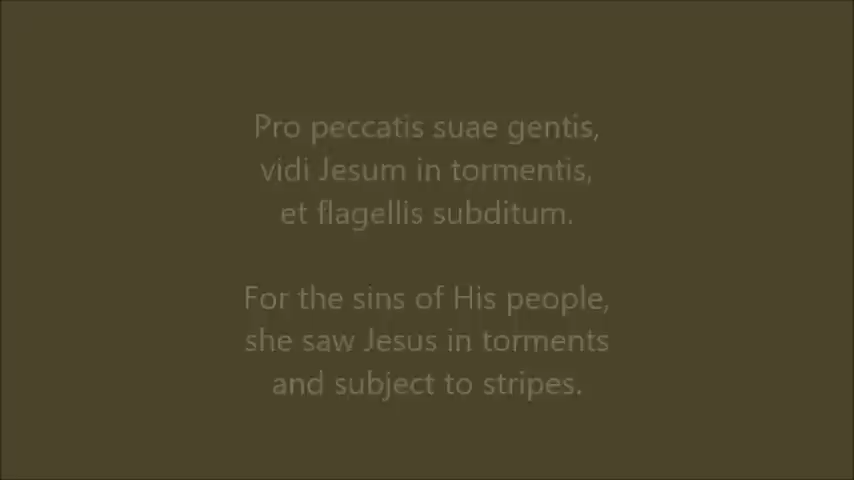 Pro peccatis suae gentis,
vidi Jesum in tormentis,
et flagellis subditum.
For the sins of His people,
she saw Jesus in torments
and subject to stripes.